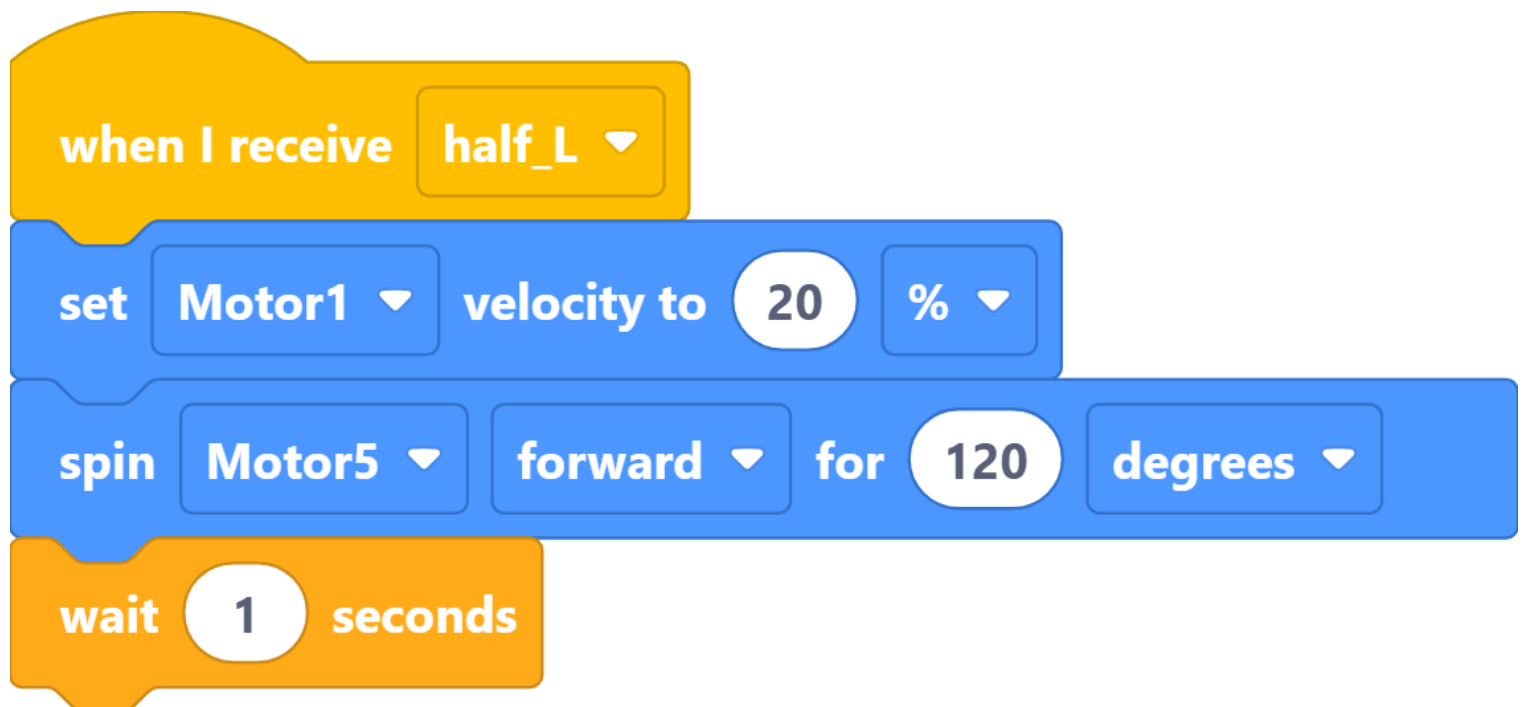 when I receive half_L
set Motor1 velocity to 20 %
spin Motor5 forward for 120 degrees
wait 1 seconds